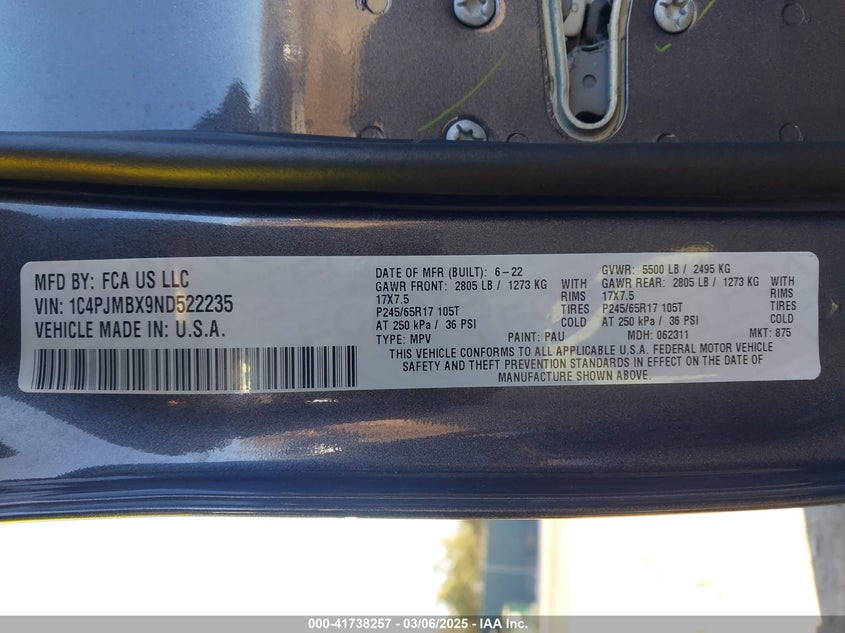 MFD BY: FCA US LLC
VIN: 1C4PJMBX9ND522235
VEHICLE MADE IN: U.S.A.
DATE OF MFR (BUILT): 6-22 GVWR: 5500 LB / 2495 KG
GAWR FRONT: 2805 LB / 1273 KG WITH GAWR REAR: 2805 LB / 1273 KG WITH
17X7.5 RIMS 17X7.5 RIMS
P245/65R17 105T TIRES P245/65R17 105T TIRES
AT 250 kPa / 36 PSI COLD AT 250 kPa / 36 PSI COLD
TYPE: MPV PAINT: PAU MDH: 062311 MKT: 875
THIS VEHICLE CONFORMS TO ALL APPLICABLE U.S.A. FEDERAL MOTOR VEHICLE
SAFETY AND THEFT PREVENTION STANDARDS IN EFFECT ON THE DATE OF
MANUFACTURE SHOWN ABOVE.
000-41738257 - 03/06/2025 - IAA Inc.